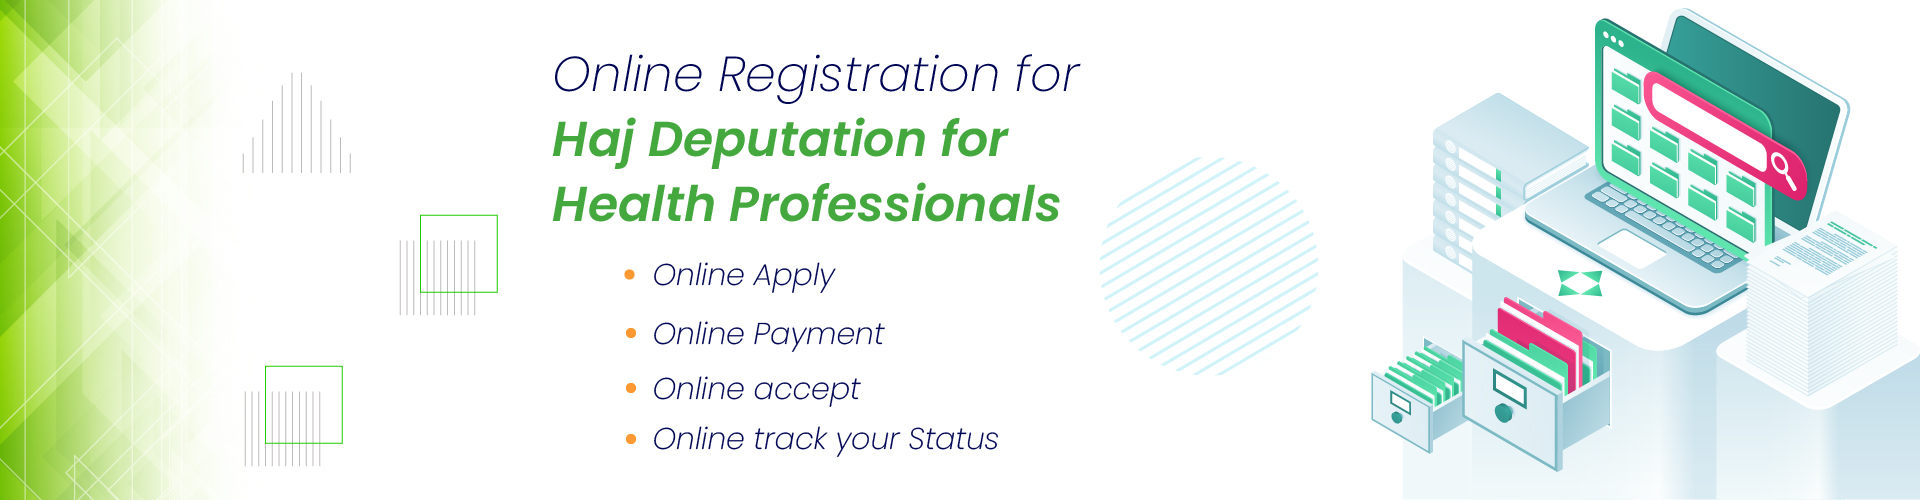 Online Registration for
Haj Deputation for
Health Professionals
Online Apply
Online Payment
Online accept
Online track your Status